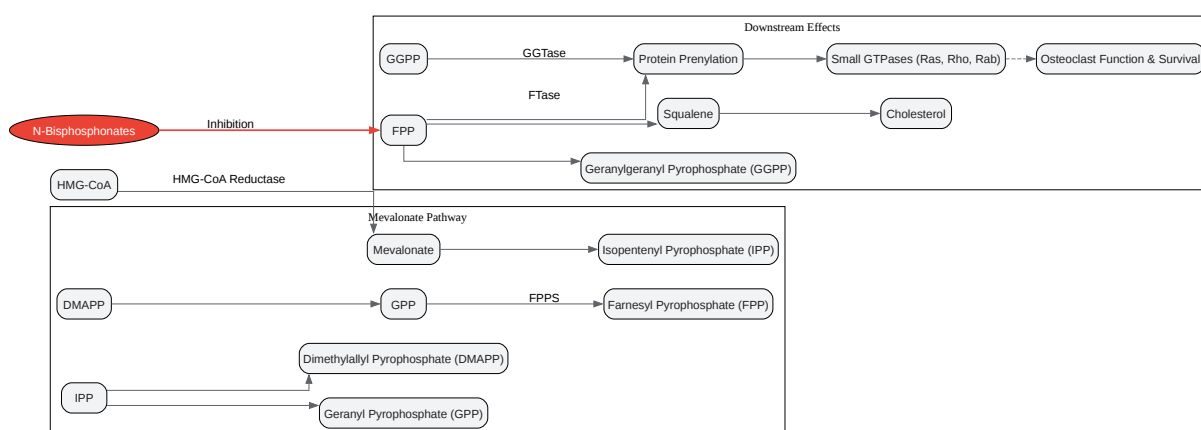 Downstream Effects
GGPP
GGTase
Protein Prenylation
Small GTPases (Ras, Rho, Rab)
Osteoclast Function & Survival
FTase
Squalene
Cholesterol
N-Bisphosphonates
Inhibition
FPP
Geranylgeranyl Pyrophosphate (GGPP)
HMG-CoA
HMG-CoA Reductase
Mevalonate Pathway
Mevalonate
Isopentenyl Pyrophosphate (IPP)
DMAPP
GPP
FPPS
Farnesyl Pyrophosphate (FPP)
Dimethylallyl Pyrophosphate (DMAPP)
IPP
Geranyl Pyrophosphate (GPP)